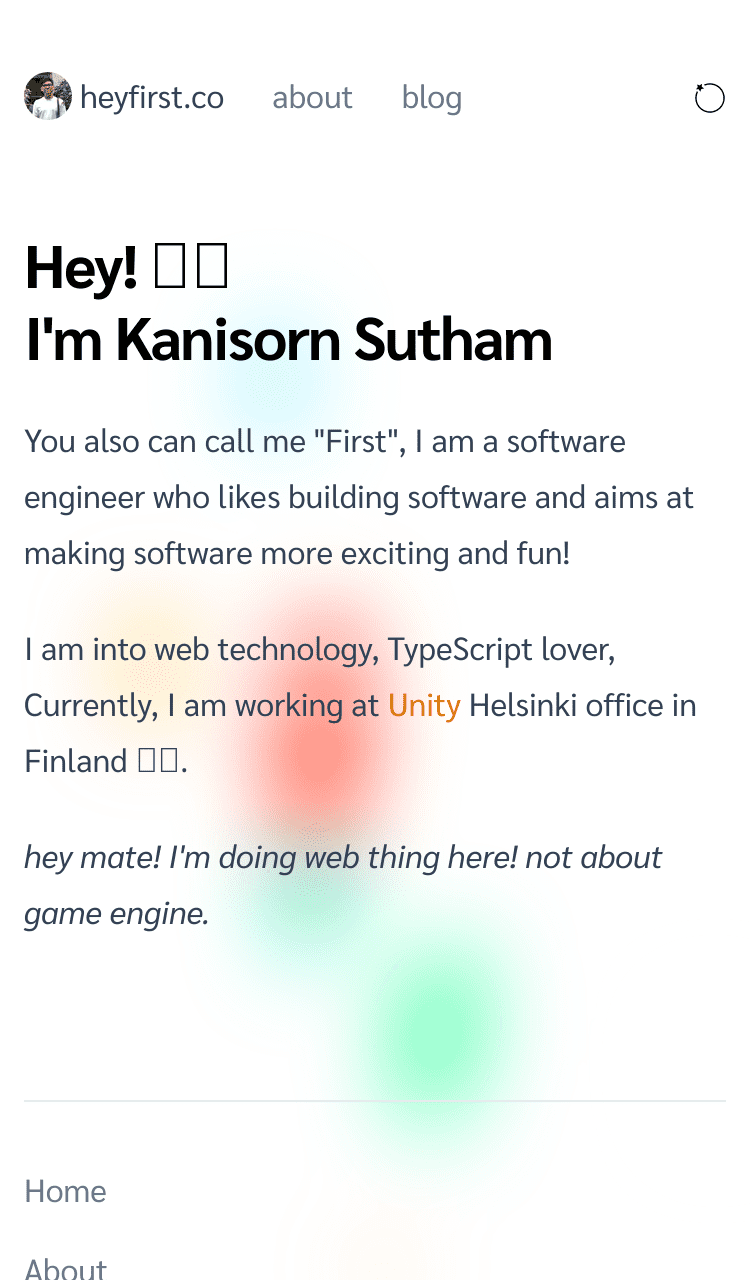 heyfirst.co about blog
Hey!
I'm Kanisorn Sutham
You also can call me "First", I am a software
engineer who likes building software and aims at
making software more exciting and fun!
I am into web technology, TypeScript lover,
Currently, I am working at Unity Helsinki office in
Finland .
hey mate! I'm doing web thing here! not about
game engine.
Home
About